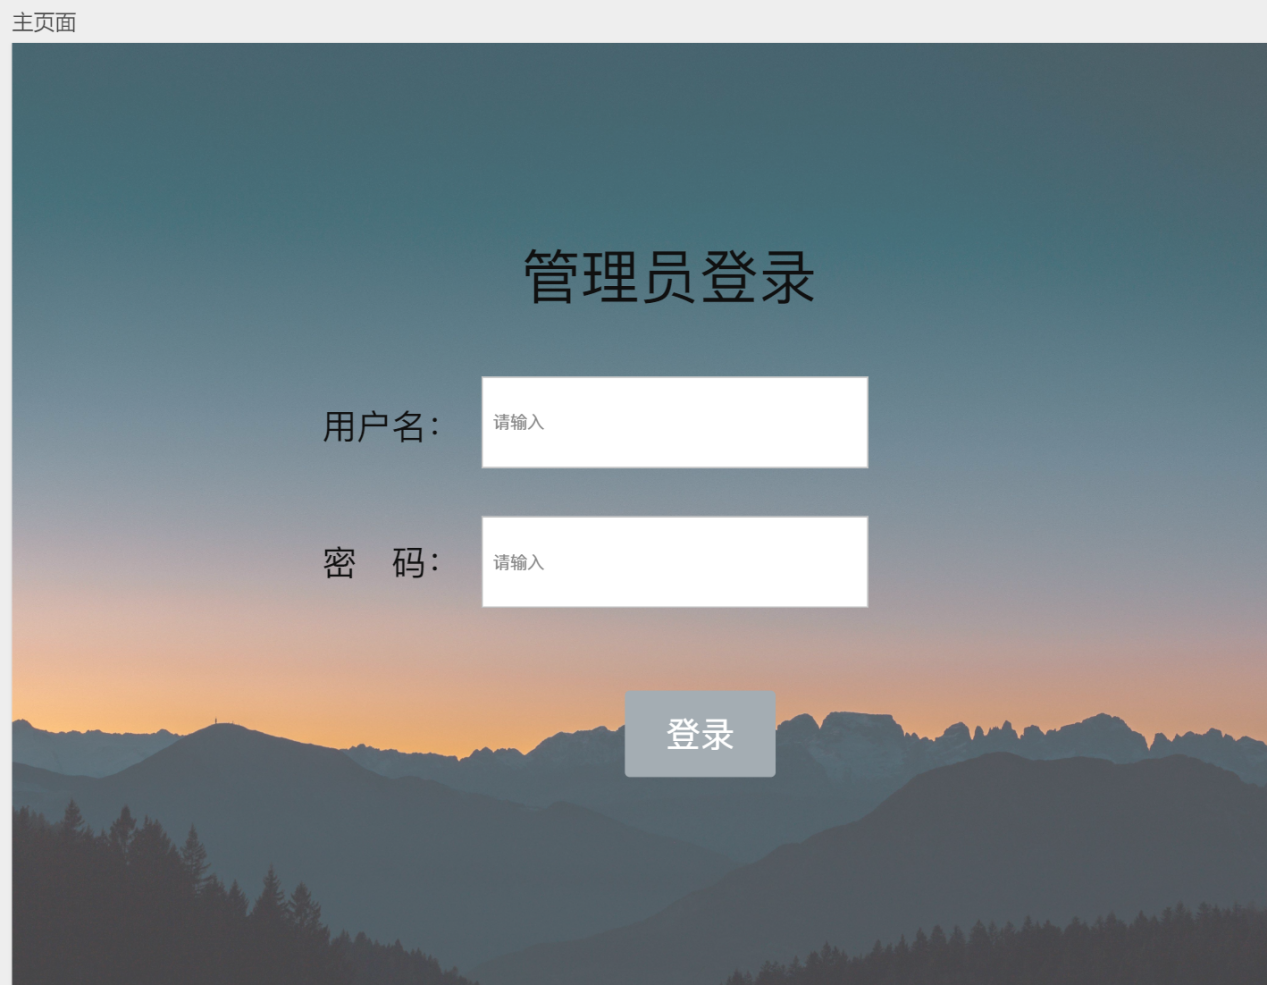 主页面
管理员登录
用户名：
请输入
密　码：
请输入
登录